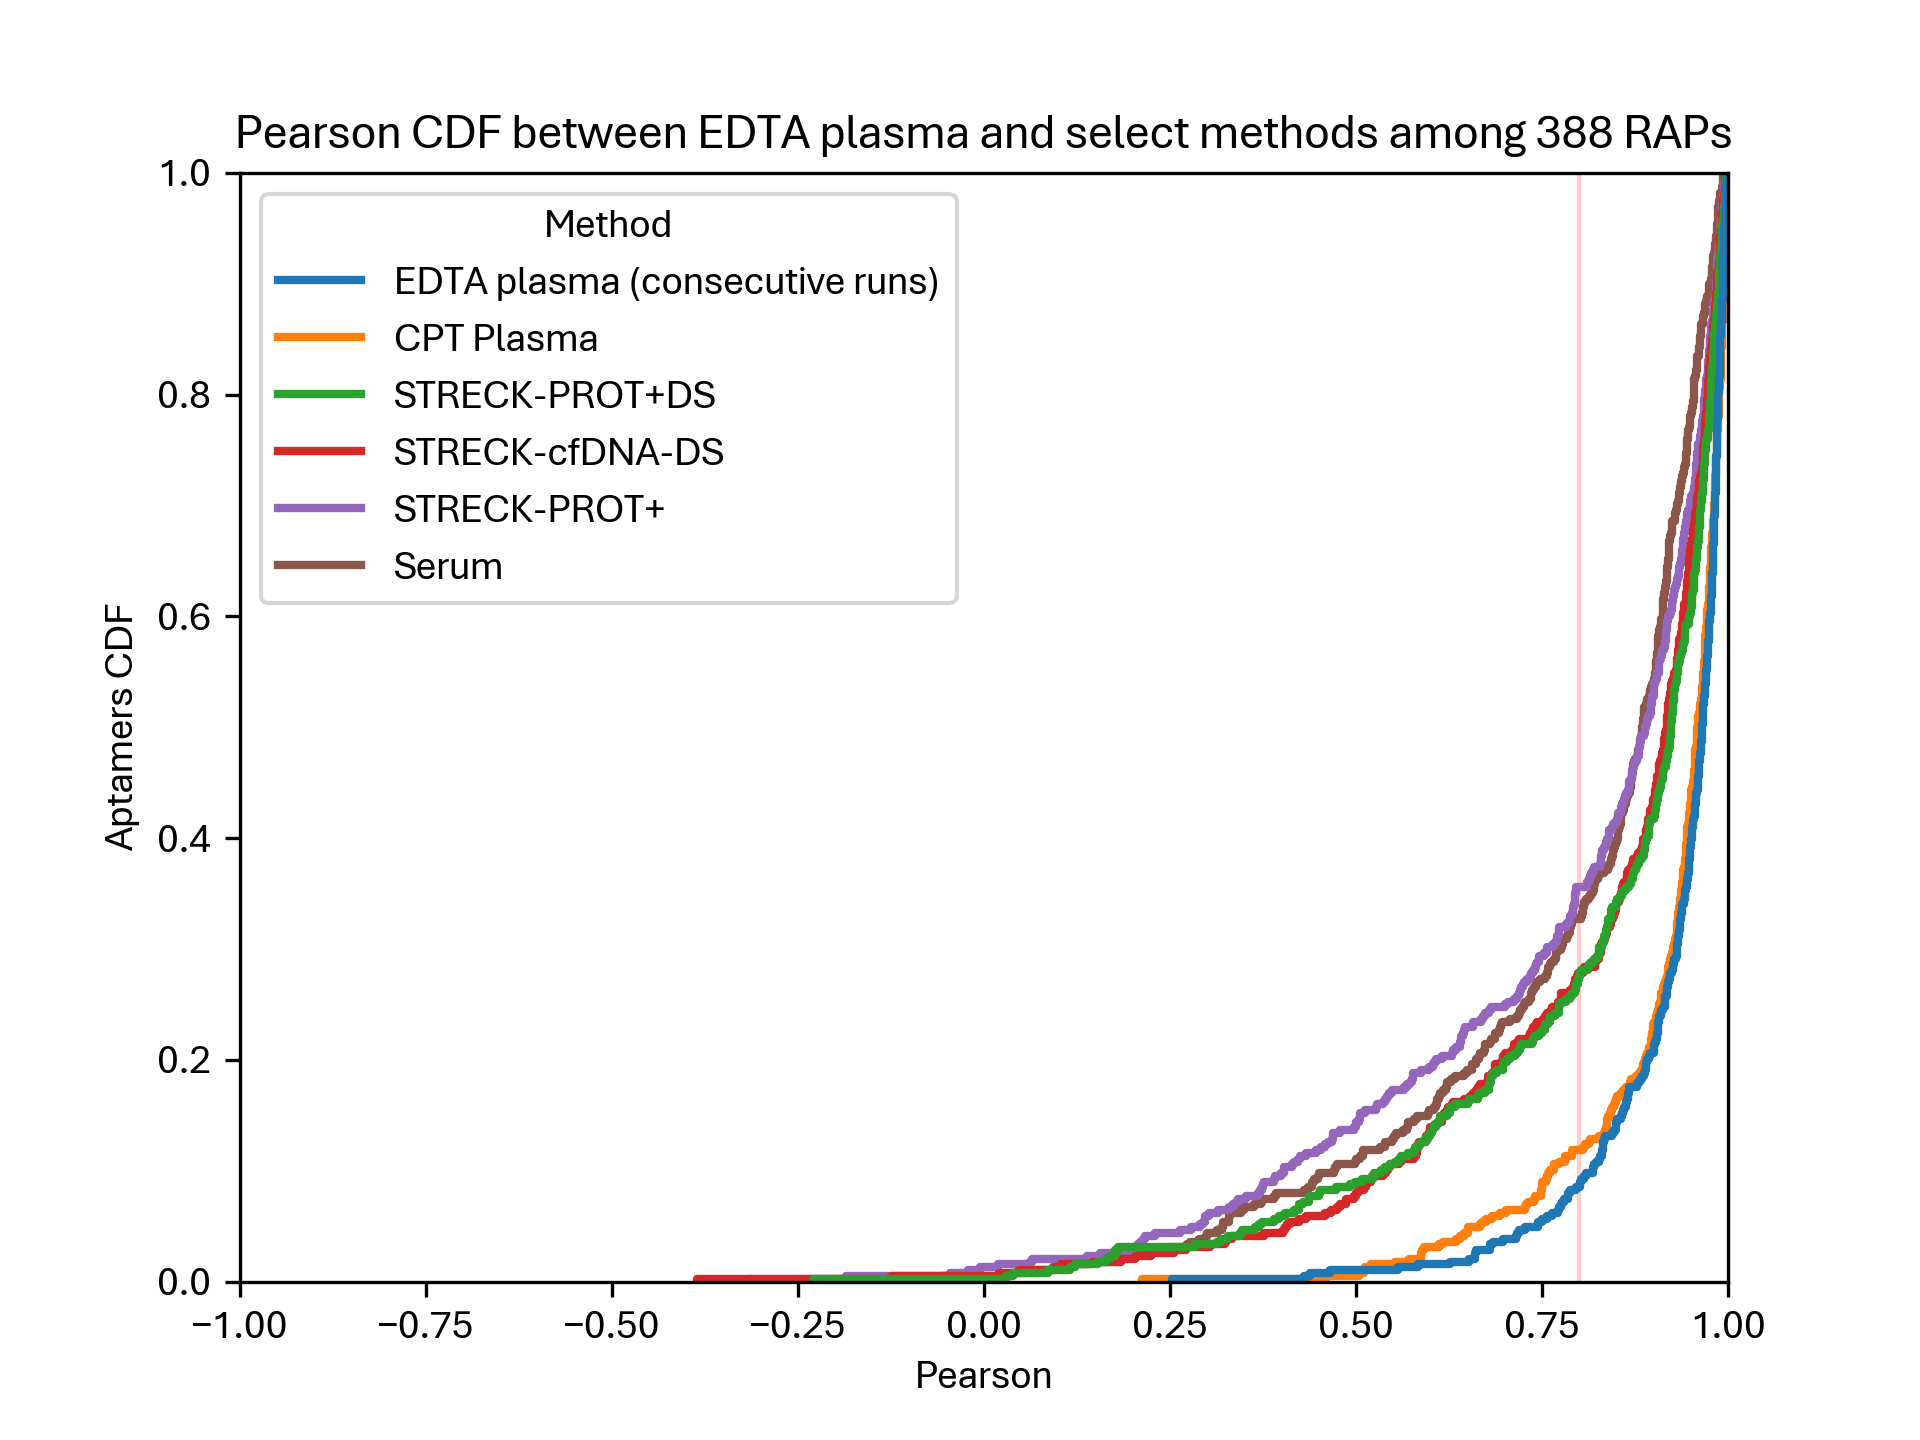 Pearson CDF between EDTA plasma and select methods among 388 RAPs
1.0
0.8
0.6
0.4
0.2
0.0
Aptamers CDF
Method
EDTA plasma (consecutive runs)
CPT Plasma
STRECK-PROT+DS
STRECK-cfDNA-DS
STRECK-PROT+
Serum
−1.00 −0.75 −0.50 −0.25 0.00 0.25 0.50 0.75 1.00
Pearson